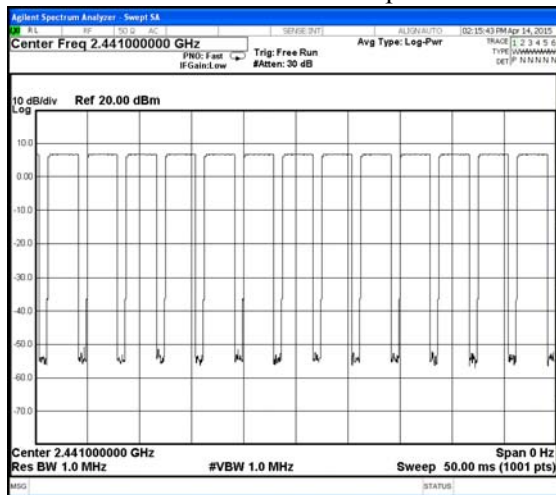 Agilent Spectrum Analyzer - Swept SA
RL RF 50 Ω AC SENSE:INT ALIGNAUTO 02:15:43 PM Apr 14, 2015
Center Freq 2.441000000 GHz Avg Type: Log-Pwr TRACE 1 2 3 4 5 6
PNO: Fast Trig: Free Run TYPE
IFGain:Low #Atten: 30 dB DET P N N N N N
10 dB/div Ref 20.00 dBm
Log
10.0
0.00
-10.0
-20.0
-30.0
-40.0
-50.0
-60.0
-70.0
Center 2.441000000 GHz Span 0 Hz
Res BW 1.0 MHz #VBW 1.0 MHz Sweep 50.00 ms (1001 pts)
MSG STATUS